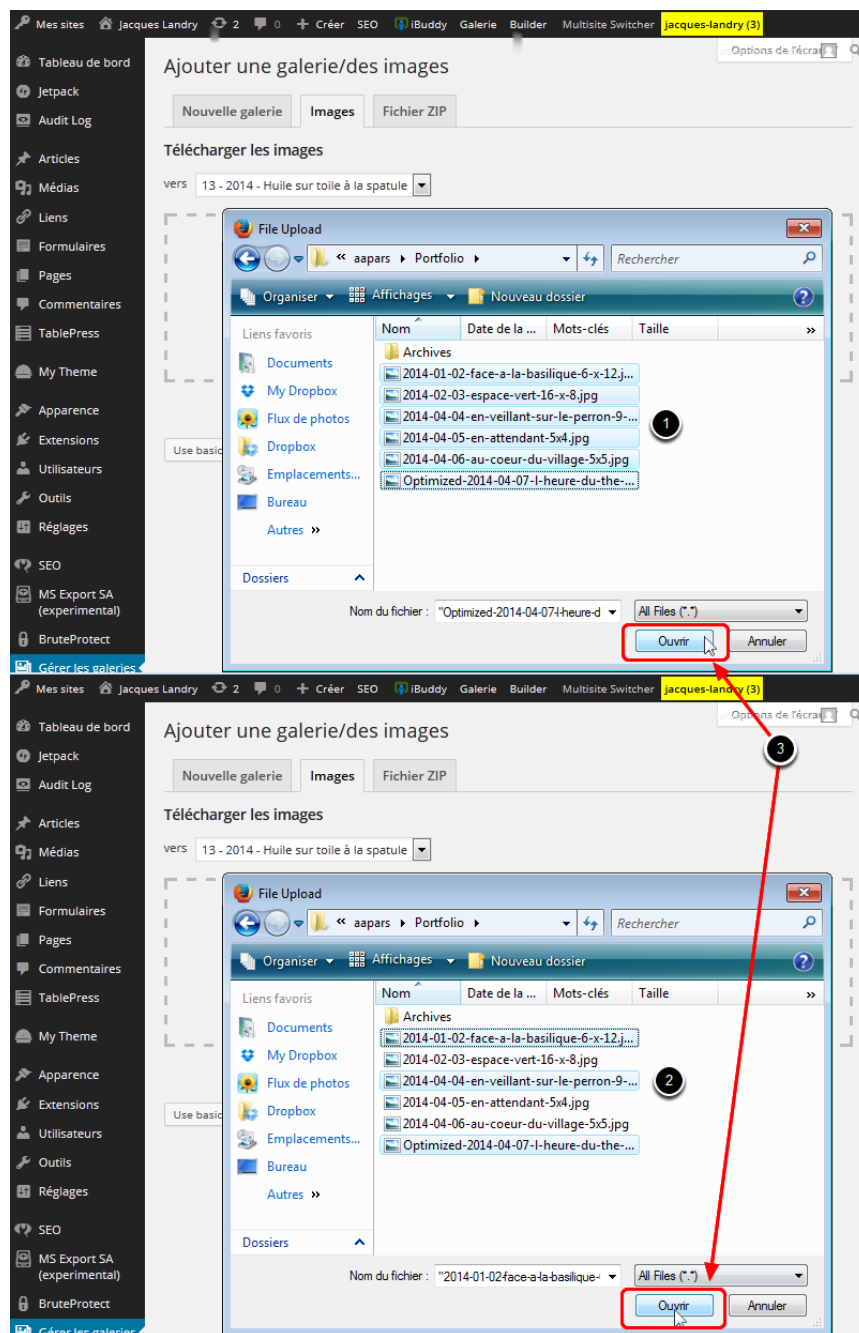 Mes sites Jacques Landry 2 0 + Créer SEO iBuddy Galerie Builder Multisite Switcher jacques-landry (3)
Options de l'écran
Tableau de bord
Jetpack
Audit Log
Articles
Médias
Liens
Formulaires
Pages
Commentaires
TablePress
My Theme
Apparence
Extensions
Utilisateurs
Outils
Réglages
SEO
MS Export SA
(experimental)
BruteProtect
Gérer les galeries
Ajouter une galerie/des images
Nouvelle galerie Images Fichier ZIP
Télécharger les images
vers 13 - 2014 - Huile sur toile à la spatule
Use basic
File Upload
« aapars Portfolio Rechercher
Organiser Affichages Nouveau dossier ?
Liens favoris
Documents
My Dropbox
Flux de photos
Dropbox
Emplacements...
Bureau
Autres »
Dossiers
Nom Date de la ... Mots-clés Taille »
Archives
2014-01-02-face-a-la-basilique-6-x-12.j...
2014-02-03-espace-vert-16-x-8.jpg
2014-04-04-en-veillant-sur-le-perron-9-...
2014-04-05-en-attendant-5x4.jpg
2014-04-06-au-coeur-du-village-5x5.jpg
Optimized-2014-04-07-l-heure-du-the-...
1
Nom du fichier : "Optimized-2014-04-07-l-heure-d All Files (*.*)
Ouvrir Annuler
Mes sites Jacques Landry 2 0 + Créer SEO iBuddy Galerie Builder Multisite Switcher jacques-landry (3)
Options de l'écran
3
Tableau de bord
Jetpack
Audit Log
Articles
Médias
Liens
Formulaires
Pages
Commentaires
TablePress
My Theme
Apparence
Extensions
Utilisateurs
Outils
Réglages
SEO
MS Export SA
(experimental)
BruteProtect
Gérer les galeries
Ajouter une galerie/des images
Nouvelle galerie Images Fichier ZIP
Télécharger les images
vers 13 - 2014 - Huile sur toile à la spatule
Use basic
File Upload
« aapars Portfolio Rechercher
Organiser Affichages Nouveau dossier ?
Liens favoris
Documents
My Dropbox
Flux de photos
Dropbox
Emplacements...
Bureau
Autres »
Dossiers
Nom Date de la ... Mots-clés Taille »
Archives
2014-01-02-face-a-la-basilique-6-x-12.j...
2014-02-03-espace-vert-16-x-8.jpg
2014-04-04-en-veillant-sur-le-perron-9-...
2014-04-05-en-attendant-5x4.jpg
2014-04-06-au-coeur-du-village-5x5.jpg
Optimized-2014-04-07-l-heure-du-the-...
2
Nom du fichier : "2014-01-02-face-a-la-basilique- All Files (*.*)
Ouvrir Annuler